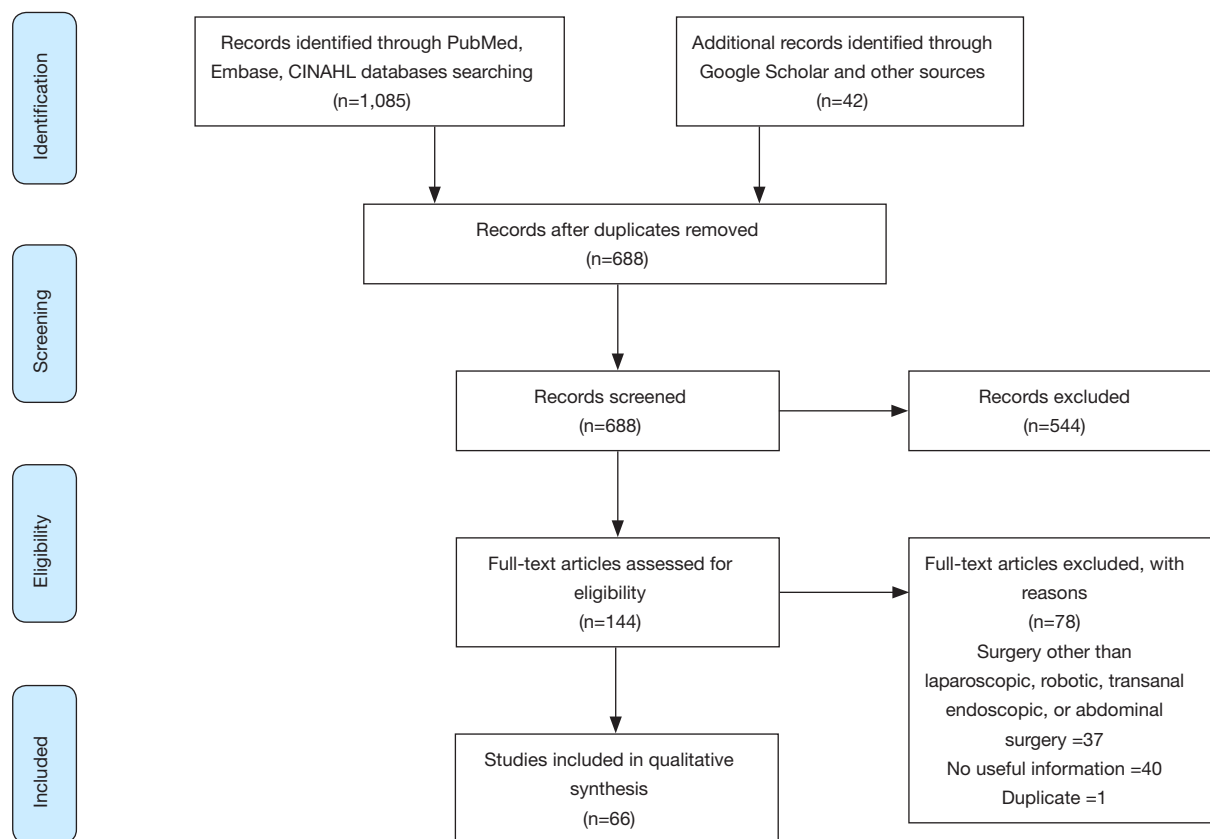 Identification
Records identified through PubMed,
Embase, CINAHL databases searching
(n=1,085)
Additional records identified through
Google Scholar and other sources
(n=42)
Records after duplicates removed
(n=688)
Screening
Records screened
(n=688)
Records excluded
(n=544)
Eligibility
Full-text articles assessed for
eligibility
(n=144)
Full-text articles excluded, with
reasons
(n=78)
Surgery other than
laparoscopic, robotic, transanal
endoscopic, or abdominal
surgery =37
No useful information =40
Duplicate =1
Included
Studies included in qualitative
synthesis
(n=66)